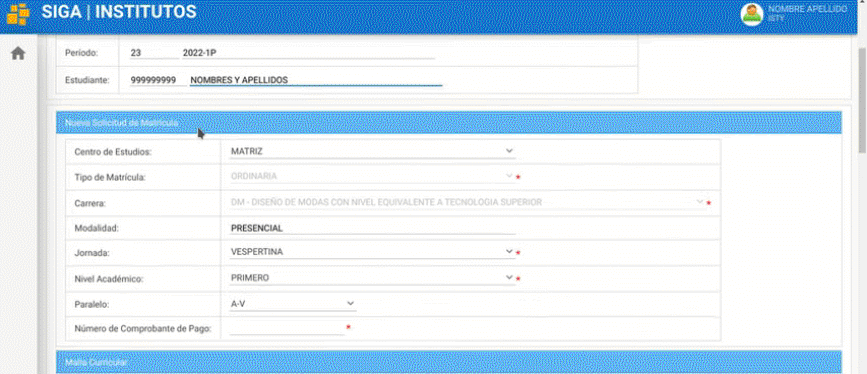 SIGA | INSTITUTOS
NOMBRE APELLIDO
ISTY
Periodo: 23 2022-1P
Estudiante: 999999999 NOMBRES Y APELLIDOS
Nueva Solicitud de Matrícula
Centro de Estudios: MATRIZ
Tipo de Matrícula: ORDINARIA *
Carrera: DM - DISEÑO DE MODAS CON NIVEL EQUIVALENTE A TECNOLOGIA SUPERIOR *
Modalidad: PRESENCIAL
Jornada: VESPERTINA *
Nivel Académico: PRIMERO *
Paralelo: A-V
Número de Comprobante de Pago: *
Malla Curricular